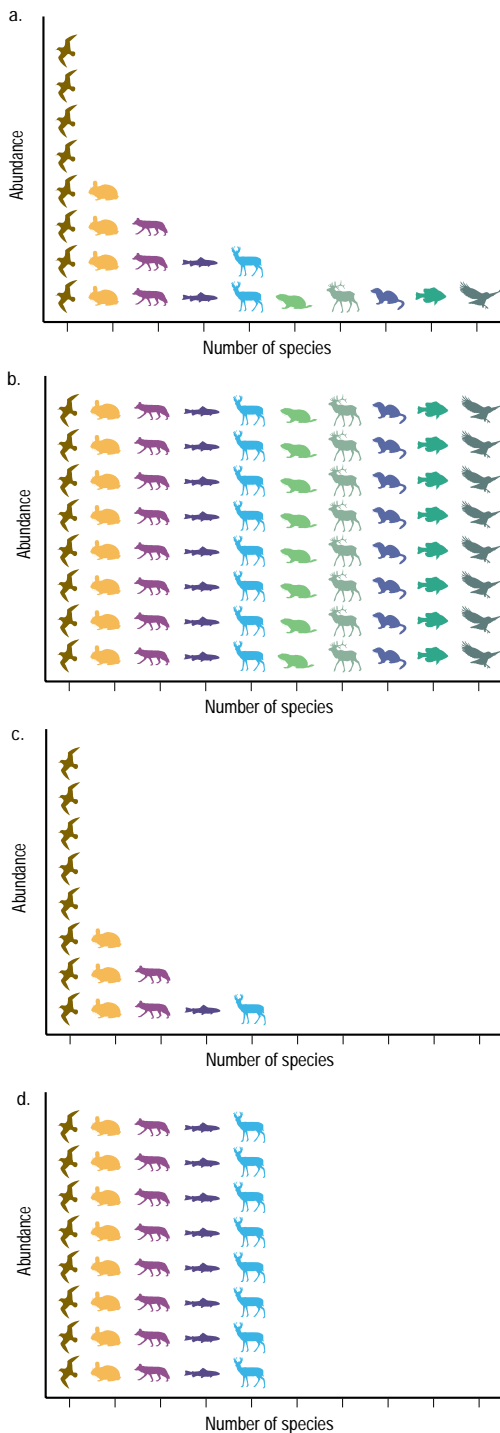 a.
Abundance
Number of species
b.
Abundance
Number of species
c.
Abundance
Number of species
d.
Abundance
Number of species